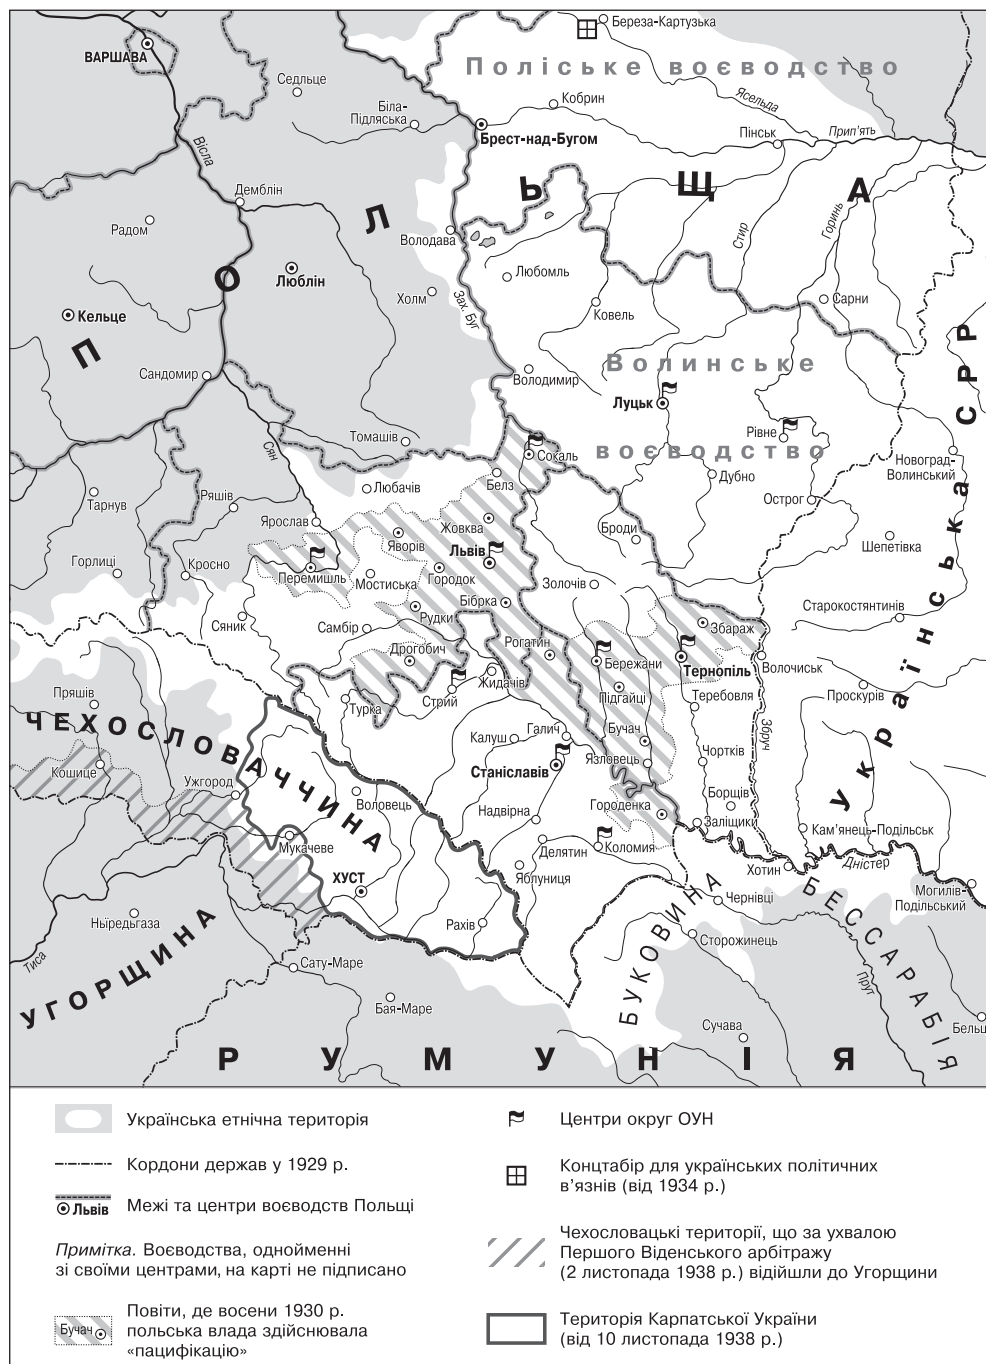 Береза-Картузька
ВАРШАВА
Поліське воєводство
Седльце
Кобрин
Ясельда
Біла-
Підляська
Брест-над-Бугом
Пінськ
Прип'ять
Вісла
Демблін
ПОЛЬЩА
Радом
Володава
Стир
Горинь
Люблін
Любомль
Холм
Зах. Буг
Сарни
Кельце
Ковель
Сандомир
Володимир
Волинське
Луцьк
Рівне
Томашів
Сян
Сокаль
воєводство
Новоград-
Волинський
Белз
Дубно
Любачів
Острог
Тарнув
Ряшів
Ярослав
Жовква
Броди
Яворів
Львів
Шепетівка
Горлиці
Кросно
Перемишль
Мостиська
Городок
Золочів
Бібрка
Старокостянтинів
Сяник
Рудки
Самбір
Збараж
Рогатин
Дрогобич
Бережани
Тернопіль
Волочиськ
Жидачів
Пряшів
Стрий
Підгайці
Теребовля
Проскурів
Турка
Збруч
Українська СРР
ЧЕХОСЛОВАЧЧИНА
Галич
Бучач
Калуш
Чортків
Кошице
Станіславів
Язловець
Ужгород
Воловець
Борщів
Надвірна
Городенка
Заліщики
Мукачеве
Кам'янець-Подільськ
Делятин
Коломия
Дністер
Хотин
ХУСТ
Яблуниця
Могилів-
Подільський
Чернівці
Ньїредьгаза
Рахів
Сторожинець
Тиса
УГОРЩИНА
БУКОВИНА
БЕССАРАБІЯ
Сату-Маре
Прут
Бая-Маре
Сучава
Бельц
РУМУНІЯ
Українська етнічна територія
Кордони держав у 1929 р.
Львів
Межі та центри воєводств Польщі
Примітка. Воєводства, однойменні
зі своїми центрами, на карті не підписано
Бучач
Повіти, де восени 1930 р.
польська влада здійснювала
«пацифікацію»
Центри округ ОУН
Концтабір для українських політичних
в'язнів (від 1934 р.)
Чехословацькі території, що за ухвалою
Першого Віденського арбітражу
(2 листопада 1938 р.) відійшли до Угорщини
Територія Карпатської України
(від 10 листопада 1938 р.)